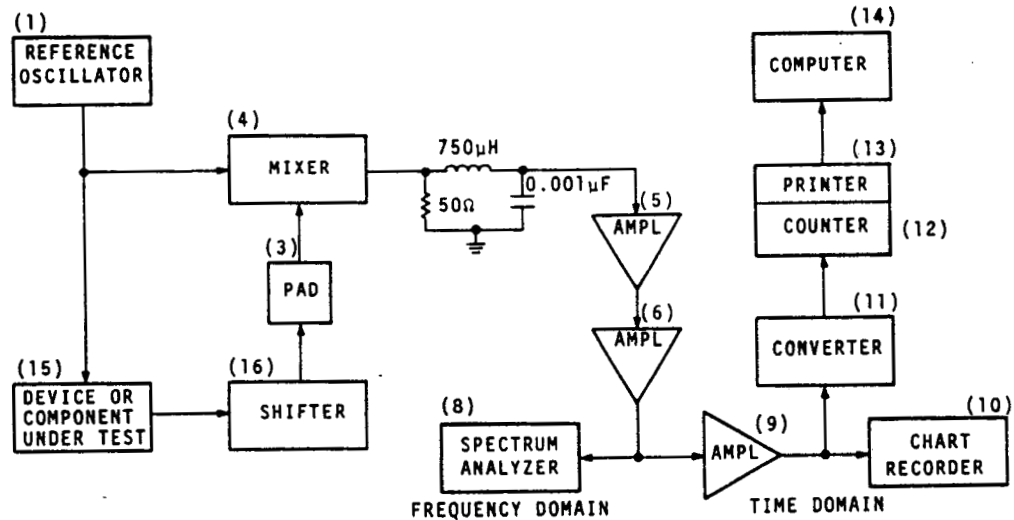 (1)
REFERENCE
OSCILLATOR
(4)
MIXER
750μH
50Ω
0.001μF
(5)
AMPL
(6)
AMPL
(3)
PAD
(15)
DEVICE OR
COMPONENT
UNDER TEST
(16)
SHIFTER
(8)
SPECTRUM
ANALYZER
FREQUENCY DOMAIN
(9)
AMPL
TIME DOMAIN
(14)
COMPUTER
(13)
PRINTER
COUNTER
(12)
(11)
CONVERTER
(10)
CHART
RECORDER